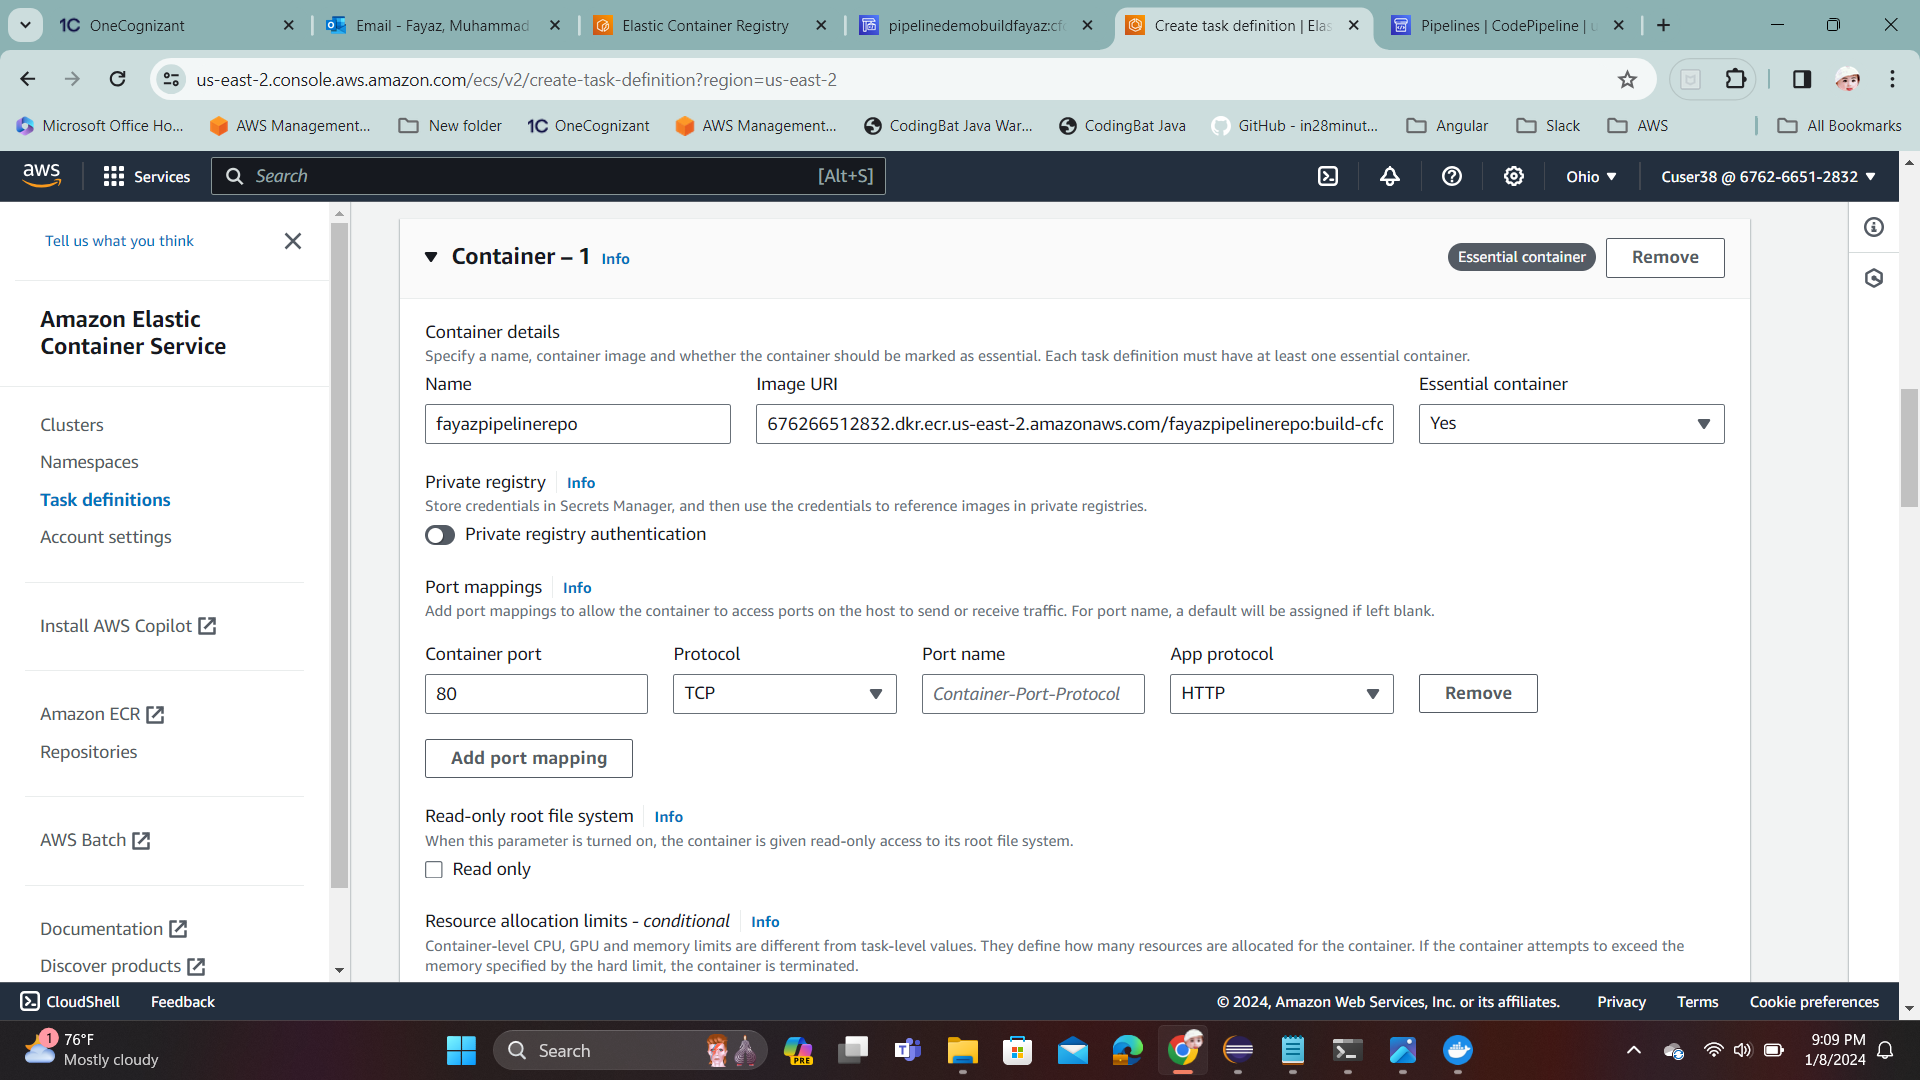 OneCognizant
Email - Fayaz, Muhammad
Elastic Container Registry
pipelinedemobuildfayaz:cfc
Create task definition | Elas
Pipelines | CodePipeline | u
us-east-2.console.aws.amazon.com/ecs/v2/create-task-definition?region=us-east-2
Microsoft Office Ho...
AWS Management...
New folder
1C OneCognizant
AWS Management...
CodingBat Java War...
CodingBat Java
GitHub - in28minut...
Angular
Slack
AWS
All Bookmarks
aws
Services
Search
[Alt+S]
Ohio
Cuser38 @ 6762-6651-2832
Tell us what you think
Amazon Elastic
Container Service
Clusters
Namespaces
Task definitions
Account settings
Install AWS Copilot
Amazon ECR
Repositories
AWS Batch
Documentation
Discover products
Container – 1 Info
Essential container
Remove
Container details
Specify a name, container image and whether the container should be marked as essential. Each task definition must have at least one essential container.
Name
Image URI
Essential container
fayazpipelinerepo
676266512832.dkr.ecr.us-east-2.amazonaws.com/fayazpipelinerepo:build-cfc
Yes
Private registry Info
Store credentials in Secrets Manager, and then use the credentials to reference images in private registries.
Private registry authentication
Port mappings Info
Add port mappings to allow the container to access ports on the host to send or receive traffic. For port name, a default will be assigned if left blank.
Container port
Protocol
Port name
App protocol
80
TCP
Container-Port-Protocol
HTTP
Remove
Add port mapping
Read-only root file system Info
When this parameter is turned on, the container is given read-only access to its root file system.
Read only
Resource allocation limits - conditional Info
Container-level CPU, GPU and memory limits are different from task-level values. They define how many resources are allocated for the container. If the container attempts to exceed the
memory specified by the hard limit, the container is terminated.
CloudShell
Feedback
© 2024, Amazon Web Services, Inc. or its affiliates.
Privacy
Terms
Cookie preferences
1
76°F
Mostly cloudy
Search
PRE
9:09 PM
1/8/2024